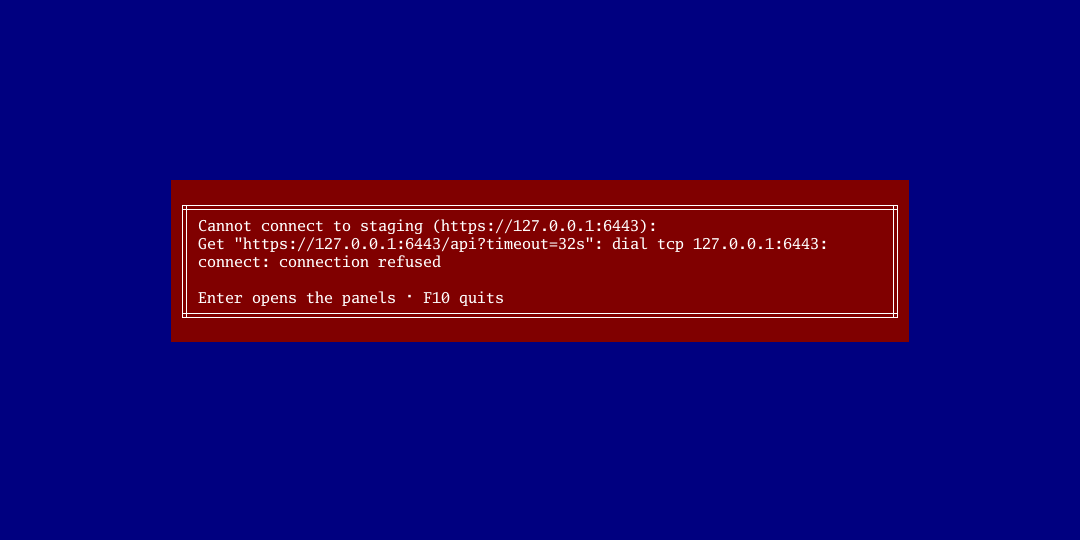 Cannot connect to staging (https://127.0.0.1:6443):
Get "https://127.0.0.1:6443/api?timeout=32s": dial tcp 127.0.0.1:6443:
connect: connection refused
Enter opens the panels · F10 quits